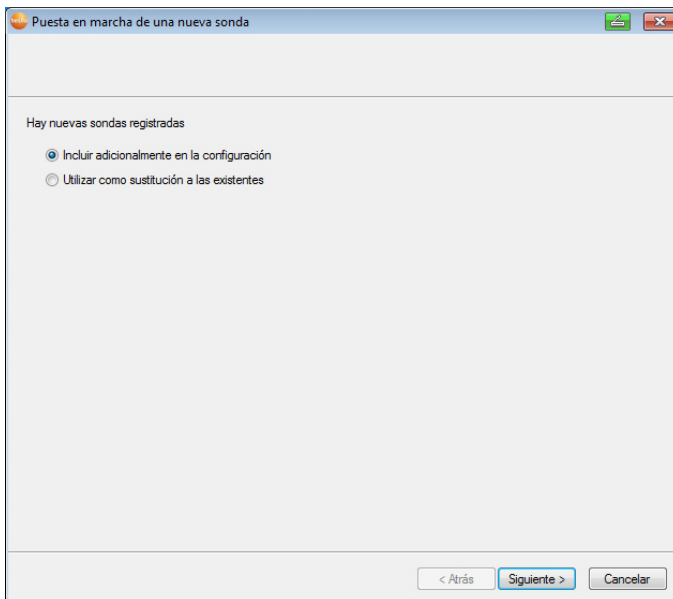 Puesta en marcha de una nueva sonda
Hay nuevas sondas registradas
Incluir adicionalmente en la configuración
Utilizar como sustitución a las existentes
< Atrás Siguiente > Cancelar